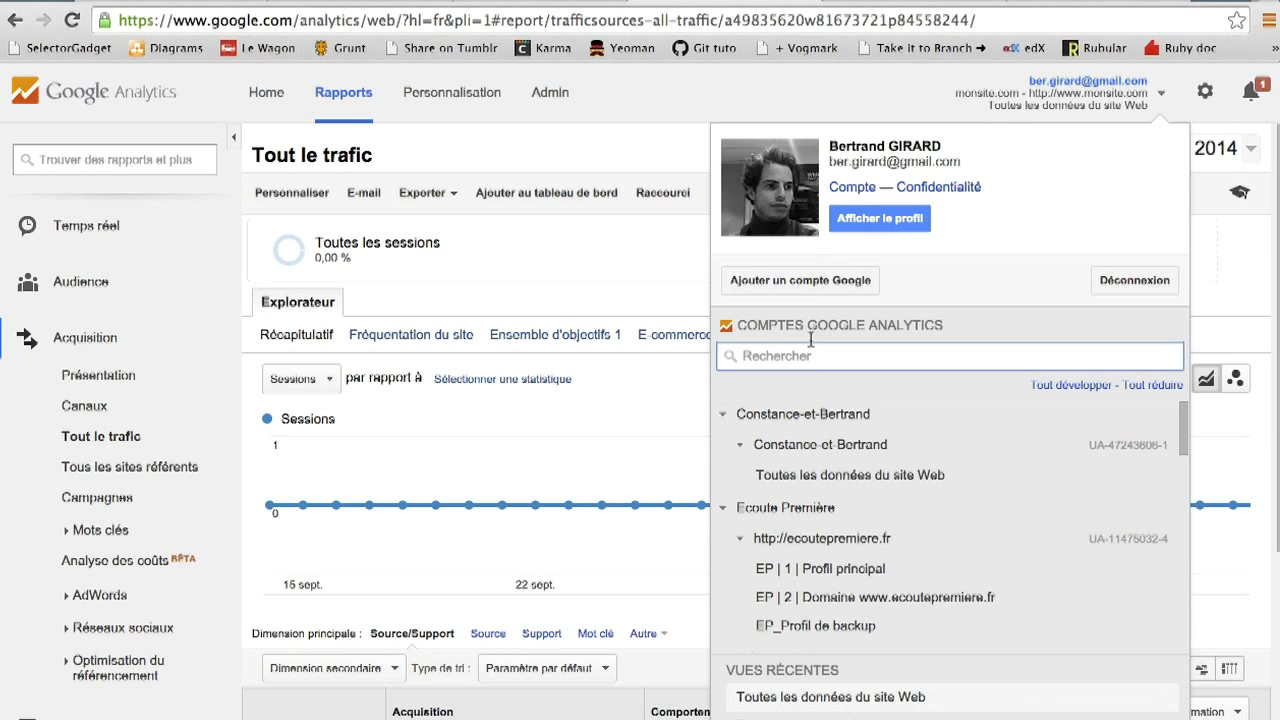 https://www.google.com/analytics/web/?hl=fr&pli=1#report/trafficsources-all-traffic/a49835620w81673721p84558244/
SelectorGadget Diagrams Le Wagon Grunt Share on Tumblr Karma Yeoman Git tuto + Vogmark Take It to Branch → edX Rubular Ruby doc »
Google Analytics
Home Rapports Personnalisation Admin
ber.girard@gmail.com
monsite.com - http://www.monsite.com
Toutes les données du site Web
1
Trouver des rapports et plus
Temps réel
Audience
Acquisition
Présentation
Canaux
Tout le trafic
Tous les sites référents
Campagnes
Mots clés
Analyse des coûts BÊTA
AdWords
Réseaux sociaux
Optimisation du
référencement
Tout le trafic
2014
Personnaliser E-mail Exporter Ajouter au tableau de bord Raccourci
Toutes les sessions
0,00 %
Explorateur
Récapitulatif Fréquentation du site Ensemble d'objectifs 1 E-commerc
Sessions par rapport à Sélectionner une statistique
Sessions
1
0
15 sept. 22 sept.
Dimension principale : Source/Support Source Support Mot clé Autre
Dimension secondaire Type de tri : Paramètre par défaut
Acquisition Comporten mation
Bertrand GIRARD
ber.girard@gmail.com
Compte — Confidentialité
Afficher le profil
Ajouter un compte Google Déconnexion
COMPTES GOOGLE ANALYTICS
Rechercher
Tout développer - Tout réduire
Constance-et-Bertrand
Constance-et-Bertrand UA-47243606-1
Toutes les données du site Web
Ecoute Première
http://ecoutepremiere.fr UA-11475032-4
EP | 1 | Profil principal
EP | 2 | Domaine www.ecoutepremiere.fr
EP_Profil de backup
VUES RÉCENTES
Toutes les données du site Web